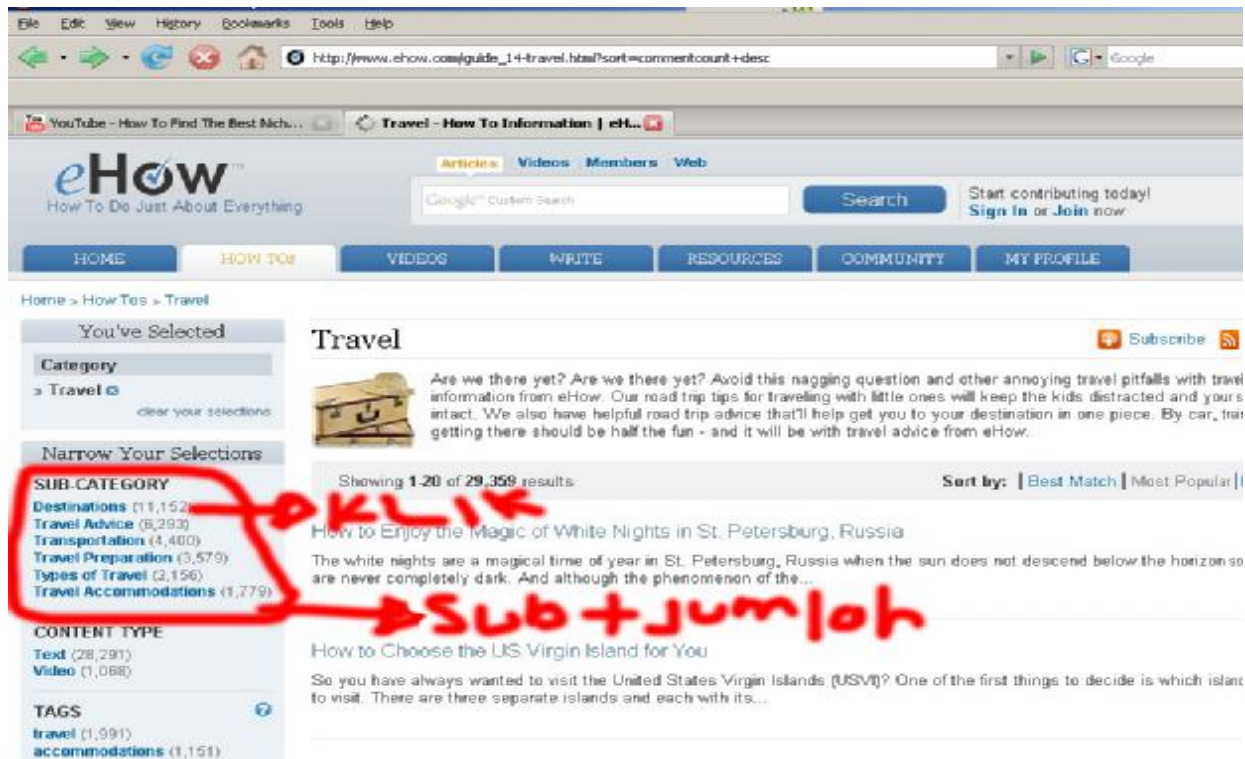 File Edit View History Bookmarks Tools Help
http://www.ehow.com/guide_14-travel.html?sort=commentcount+desc
Google
YouTube - How To Find The Best Nich...
Travel - How To Information | eH...
eHow™
How To Do Just About Everything
Articles Videos Members Web
Google™ Custom Search
Search
Start contributing today!
Sign In or Join now
HOME HOW TOs VIDEOS WRITE RESOURCES COMMUNITY MY PROFILE
Home > How Tos > Travel
You've Selected
Category
» Travel
clear your selections
Narrow Your Selections
SUB-CATEGORY
Destinations (11,152)
Travel Advice (6,293)
Transportation (4,400)
Travel Preparation (3,579)
Types of Travel (2,156)
Travel Accommodations (1,779)
CONTENT TYPE
Text (28,291)
Video (1,068)
TAGS
travel (1,991)
accommodations (1,151)
Travel
Subscribe
Are we there yet? Are we there yet? Avoid this nagging question and other annoying travel pitfalls with travel
information from eHow. Our road trip tips for traveling with little ones will keep the kids distracted and your s
intact. We also have helpful road trip advice that'll help get you to your destination in one piece. By car, trai
getting there should be half the fun - and it will be with travel advice from eHow.
Showing 1-20 of 29,359 results
Sort by: | Best Match | Most Popular |
KLIK
How to Enjoy the Magic of White Nights in St. Petersburg, Russia
The white nights are a magical time of year in St. Petersburg, Russia when the sun does not descend below the horizon so
are never completely dark. And although the phenomenon of the...
Sub + Jumlah
How to Choose the US Virgin Island for You
So you have always wanted to visit the United States Virgin Islands (USVI)? One of the first things to decide is which islan
to visit. There are three separate islands and each with its...